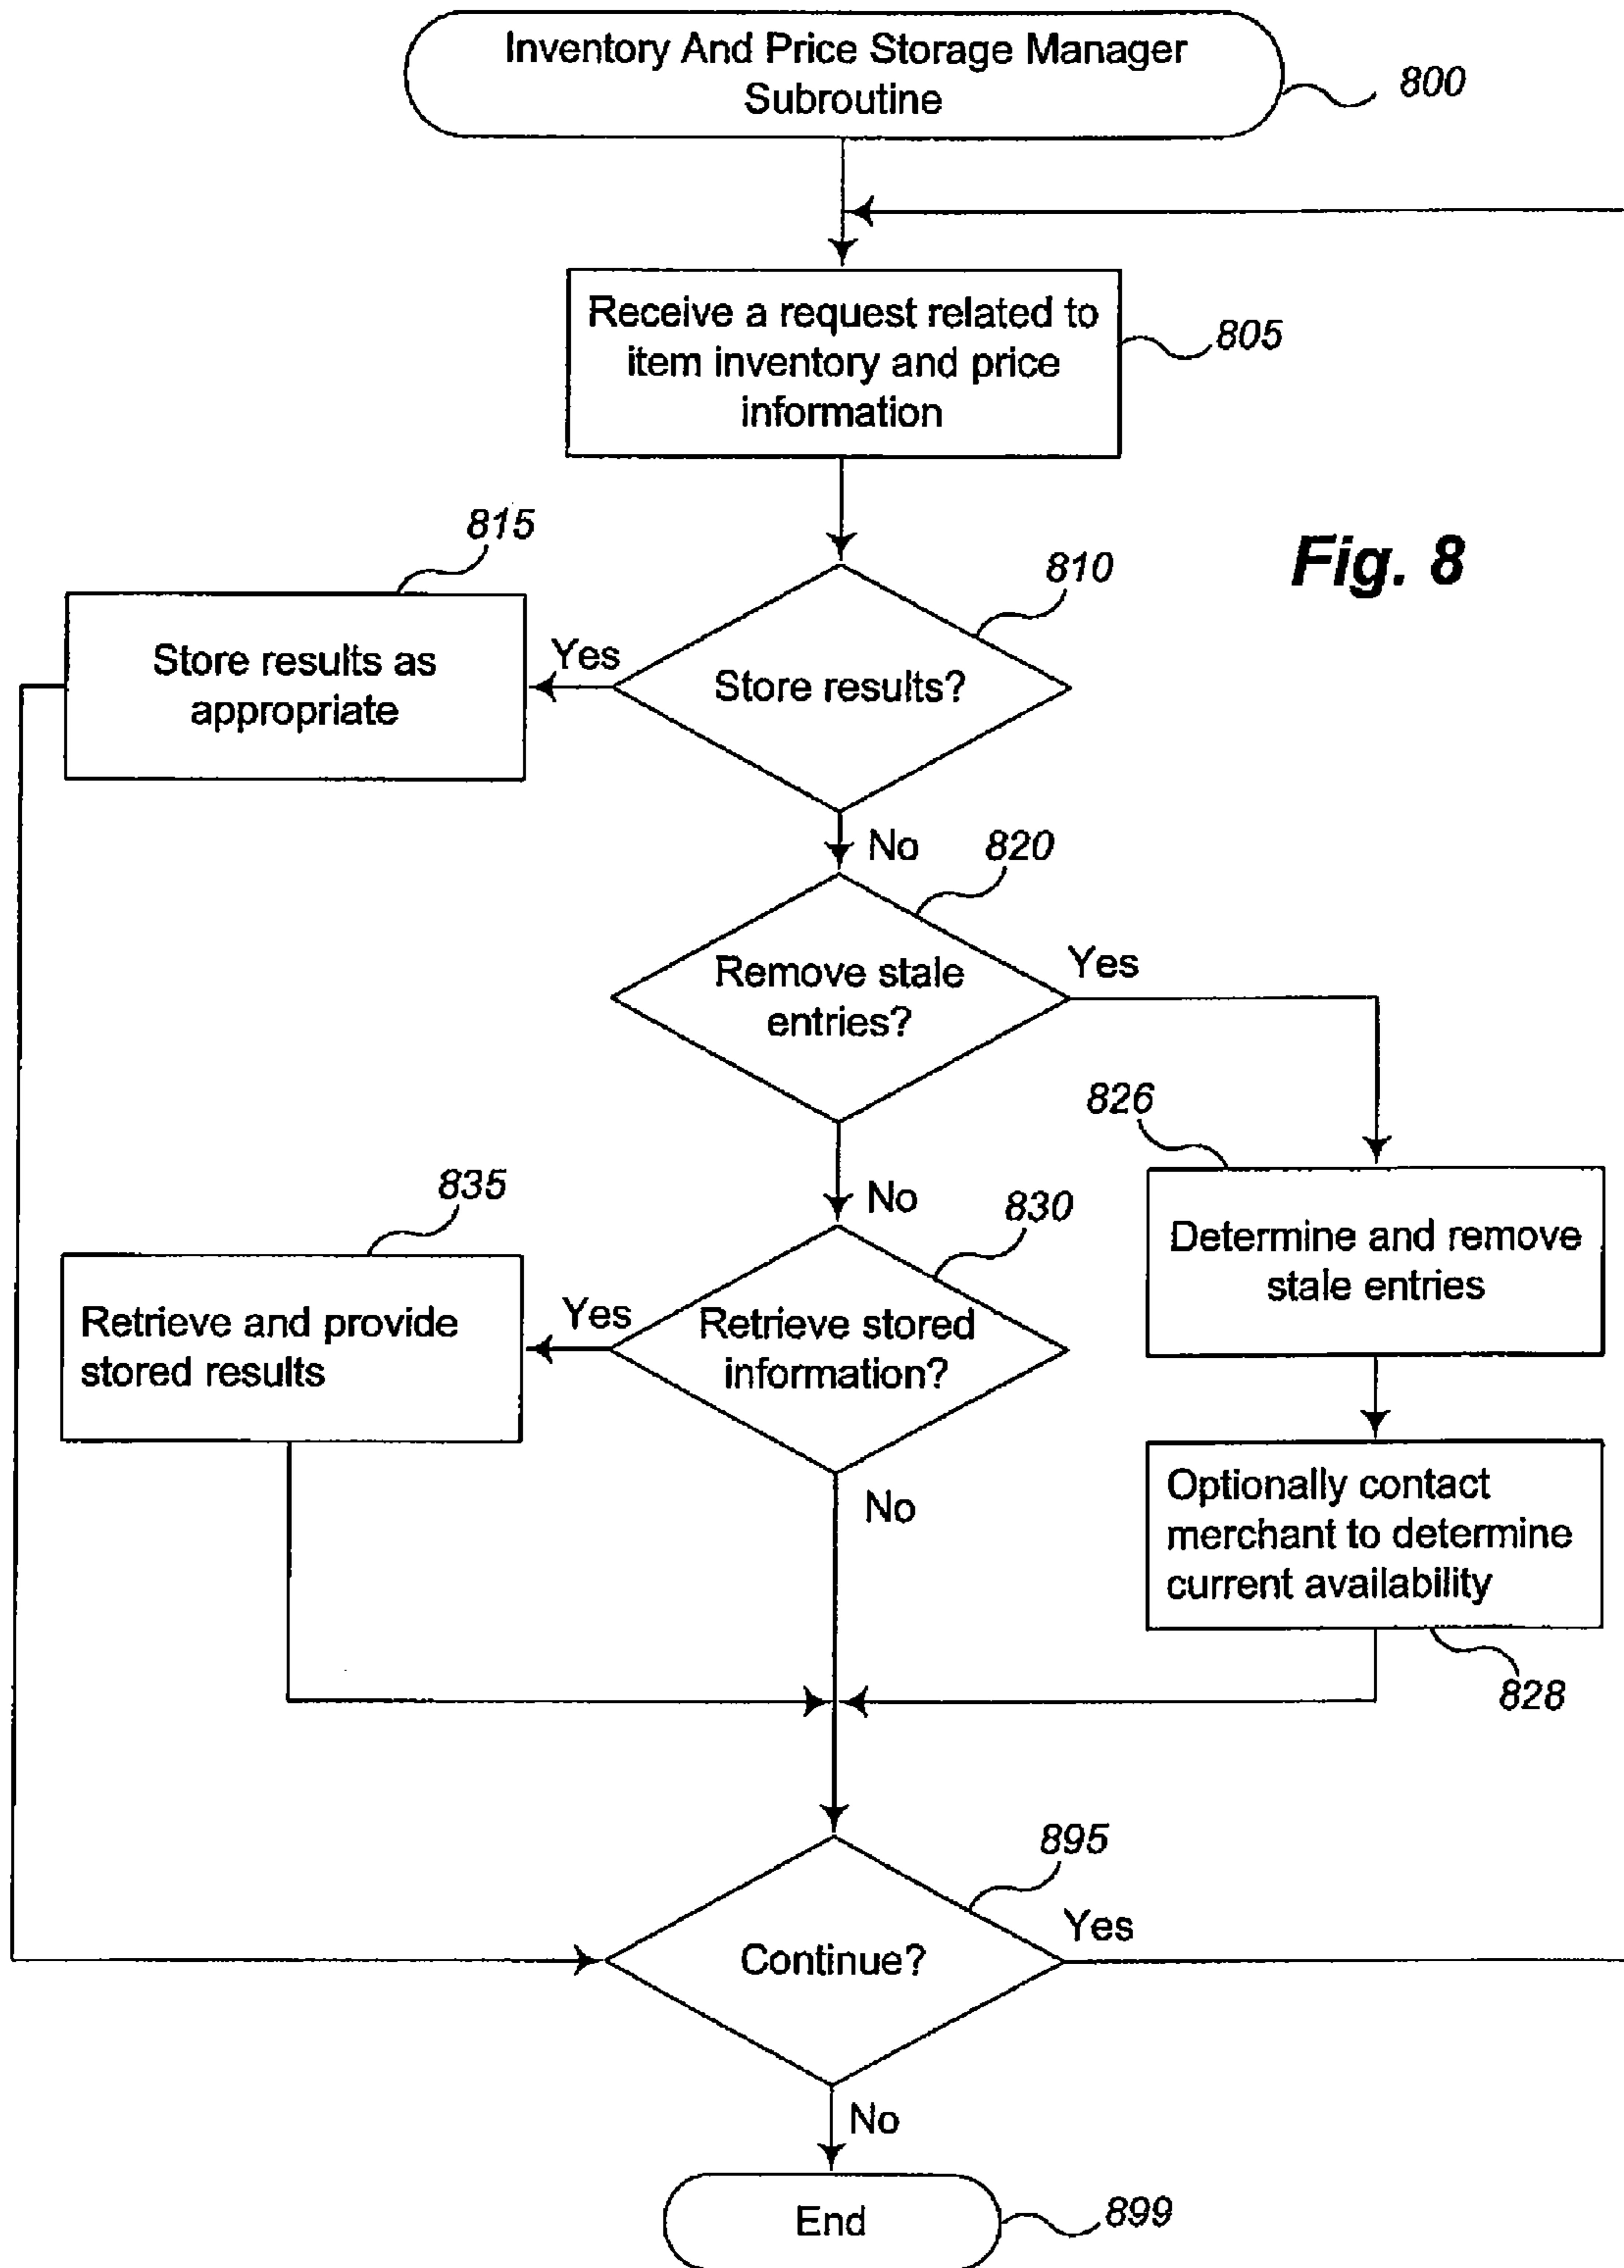 Inventory And Price Storage Manager
Subroutine
800
Receive a request related to
item inventory and price
information
805
Fig. 8
815
810
Store results as
appropriate
Yes
Store results?
No
820
Remove stale
entries?
Yes
826
835
No
830
Determine and remove
stale entries
Retrieve and provide
stored results
Yes
Retrieve stored
information?
No
Optionally contact
merchant to determine
current availability
828
895
Continue?
Yes
No
End
899